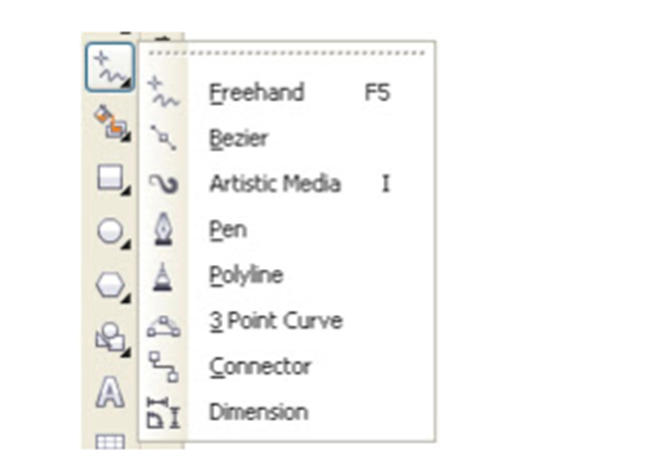 Freehand F5
Bezier
Artistic Media I
Pen
Polyline
3 Point Curve
Connector
Dimension